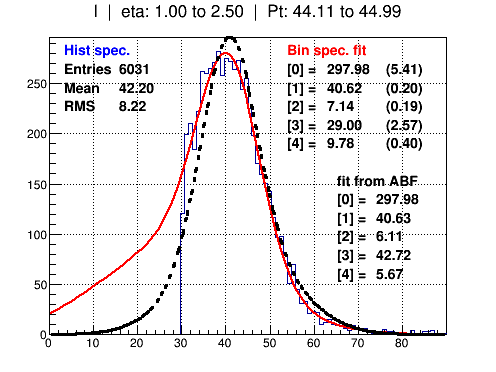 I | eta: 1.00 to 2.50 | Pt: 44.11 to 44.99
Hist spec.
Entries 6031
Mean 42.20
RMS 8.22
Bin spec. fit
[0] = 297.98 (5.41)
[1] = 40.62 (0.20)
[2] = 7.14 (0.19)
[3] = 29.00 (2.57)
[4] = 9.78 (0.40)
fit from ABF
[0] = 297.98
[1] = 40.63
[2] = 6.11
[3] = 42.72
[4] = 5.67
250
200
150
100
50
0
0 10 20 30 40 50 60 70 80